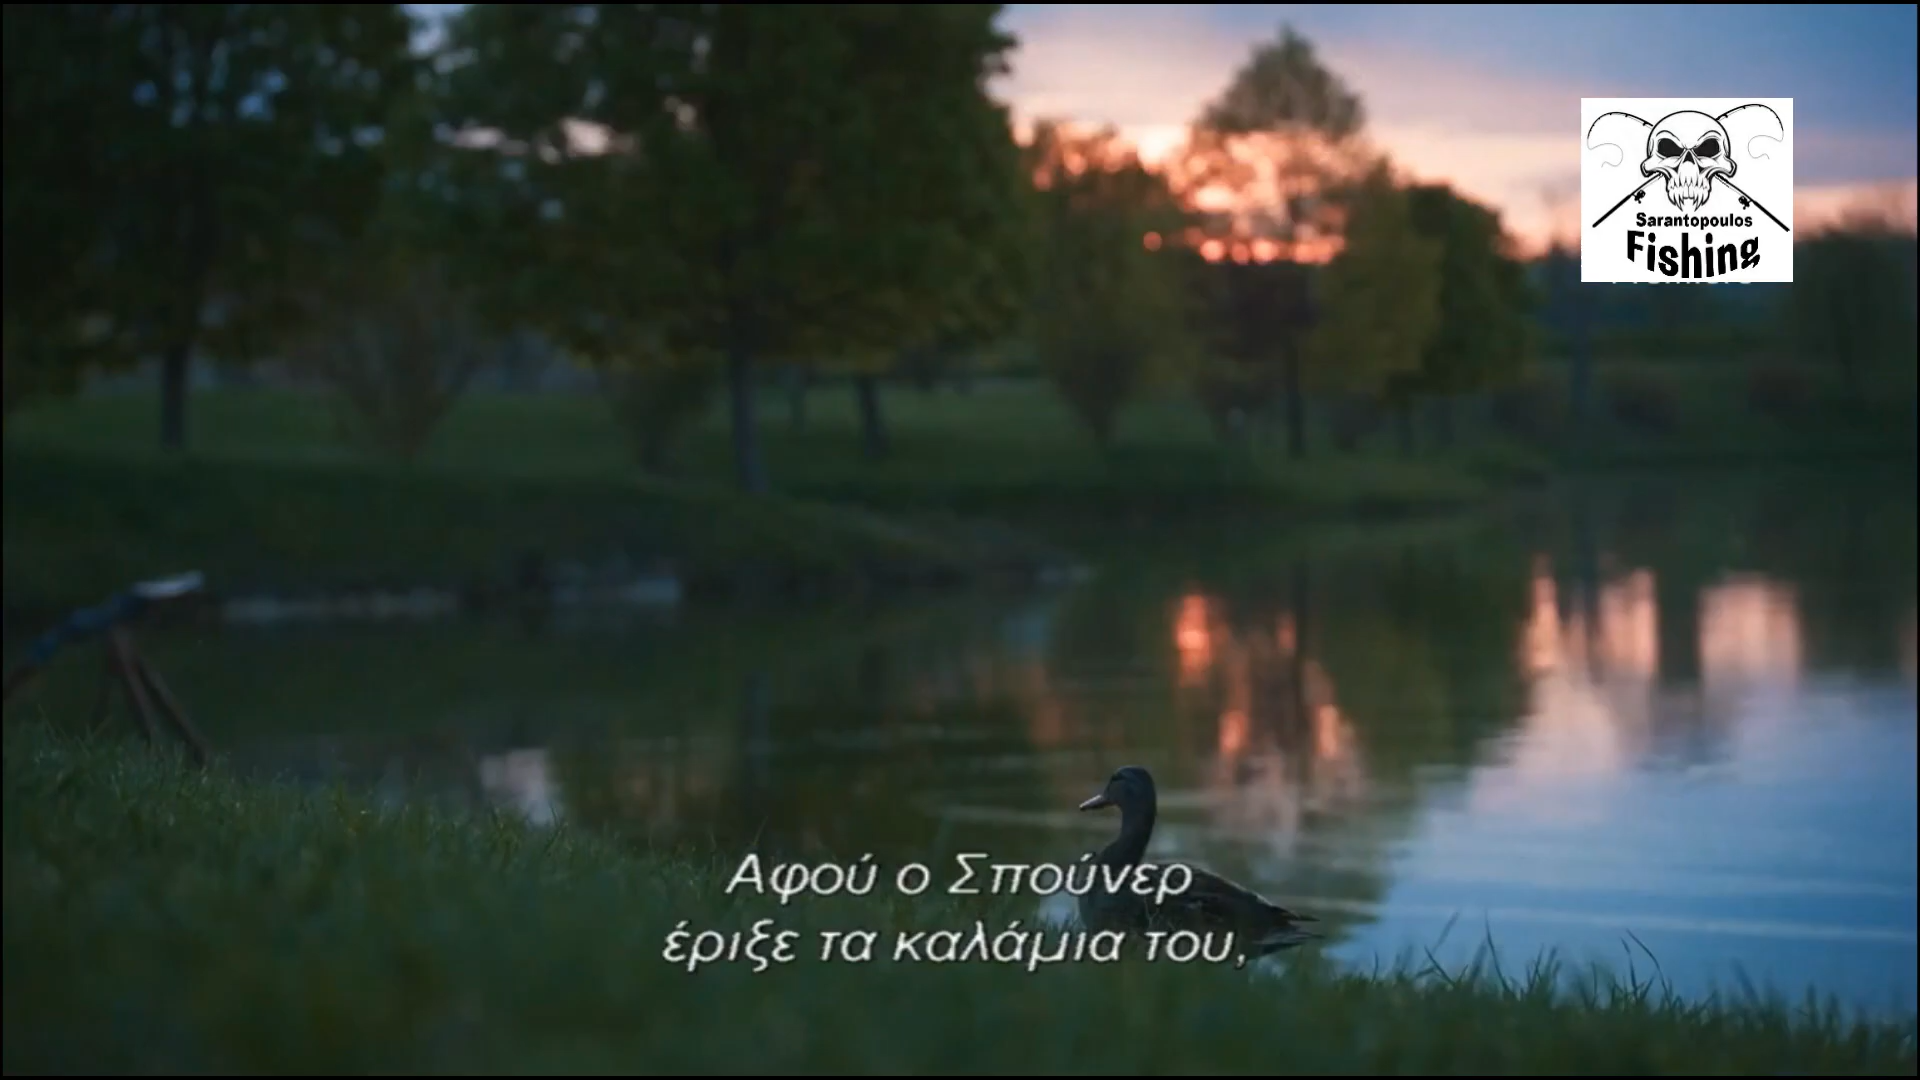 Sarantopoulos
Fishing
Αφού ο Σπούνερ
έριξε τα καλάμια του,